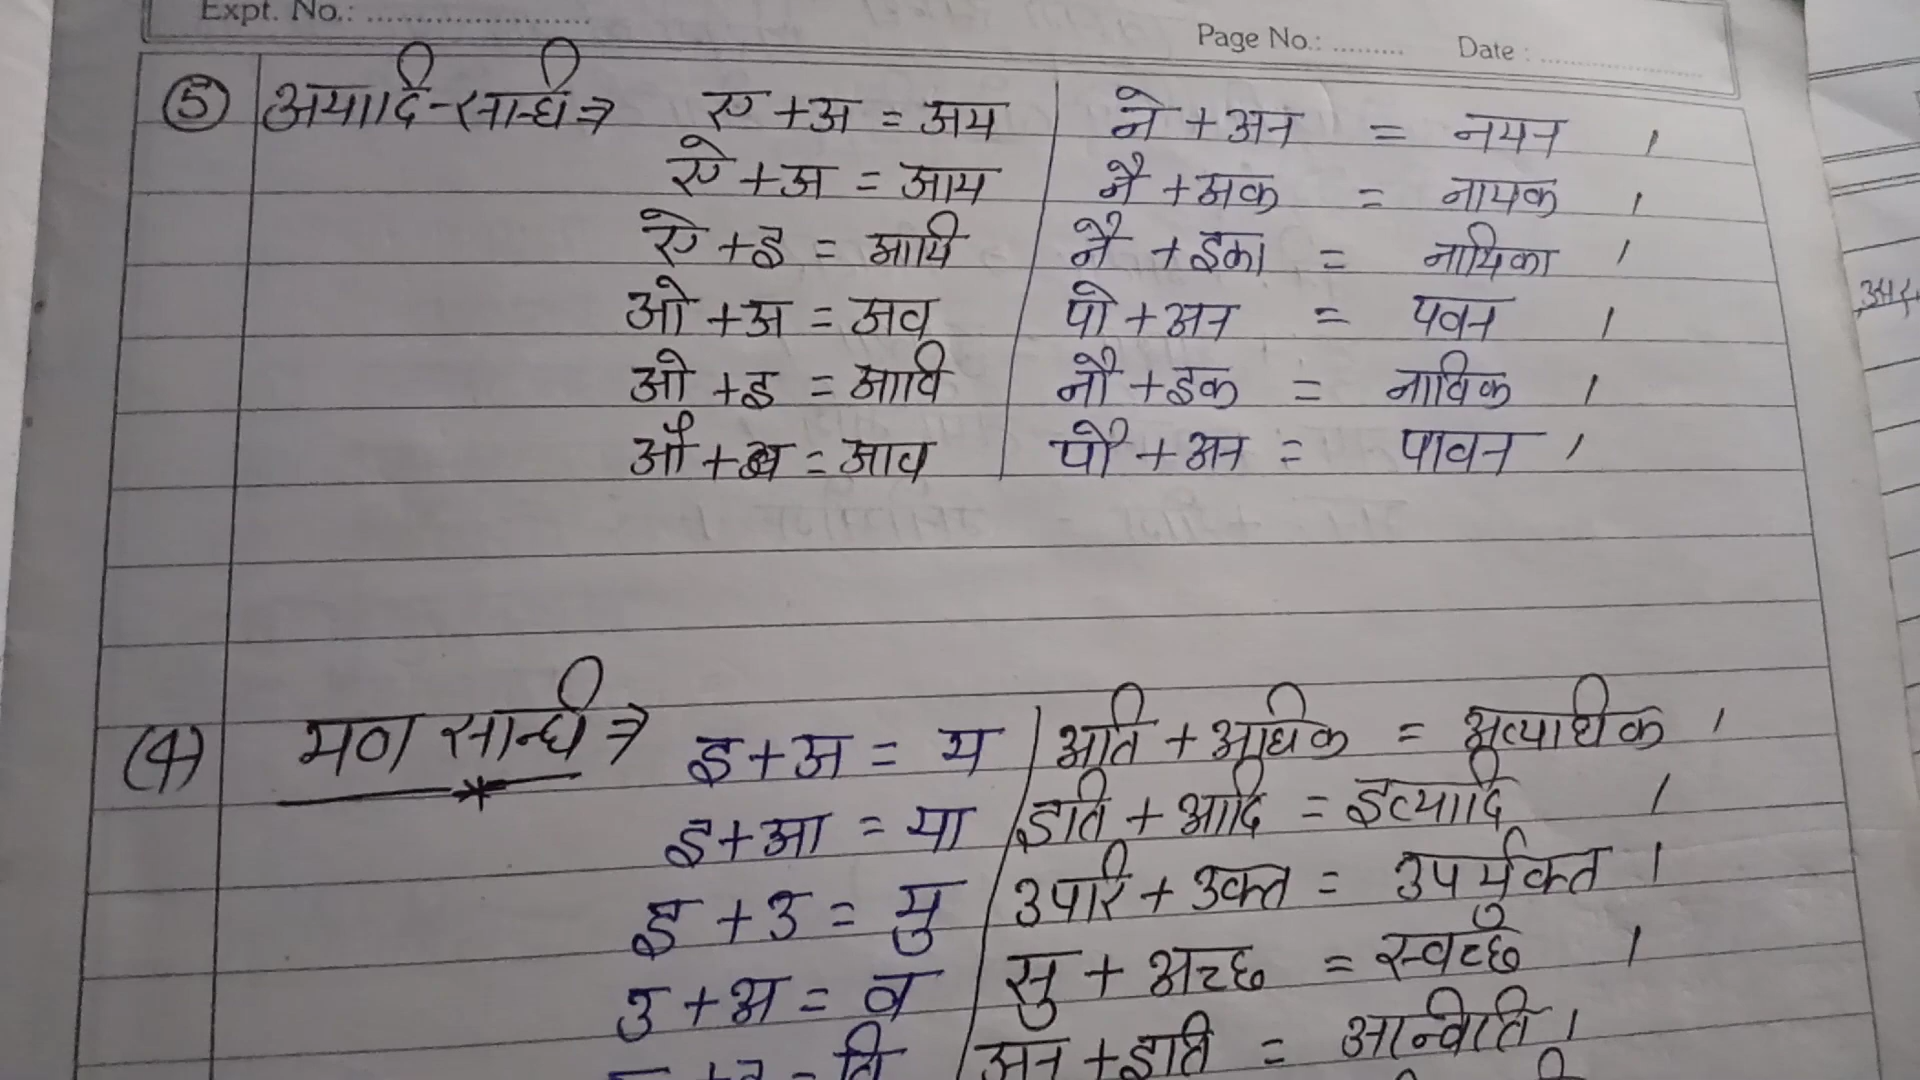 Expt. No.: ........................
Page No.: ......... Date : ....................
(5) अयादि-सन्धि ⇒ ए + अ = अय | ने + अन = नयन ,
ऐ + अ = आय | नै + अक = नायक ,
ऐ + इ = आयि | नै + इका = नायिका ,
ओ + अ = अव | पो + अन = पवन ,
ओ + इ = आवि | नौ + इक = नाविक ,
औ + अ = आव | पौ + अन = पावन ,
(4) यण सान्धि ⇒ इ + अ = य | अति + अधिक = अत्याधिक ,
इ + आ = या | इति + आदि = इत्यादि ,
इ + उ = यु | उपरि + उक्त = उपर्युक्त ।
उ + अ = व | सु + अच्छ = स्वच्छ ,
अन + इति = अन्विति ,